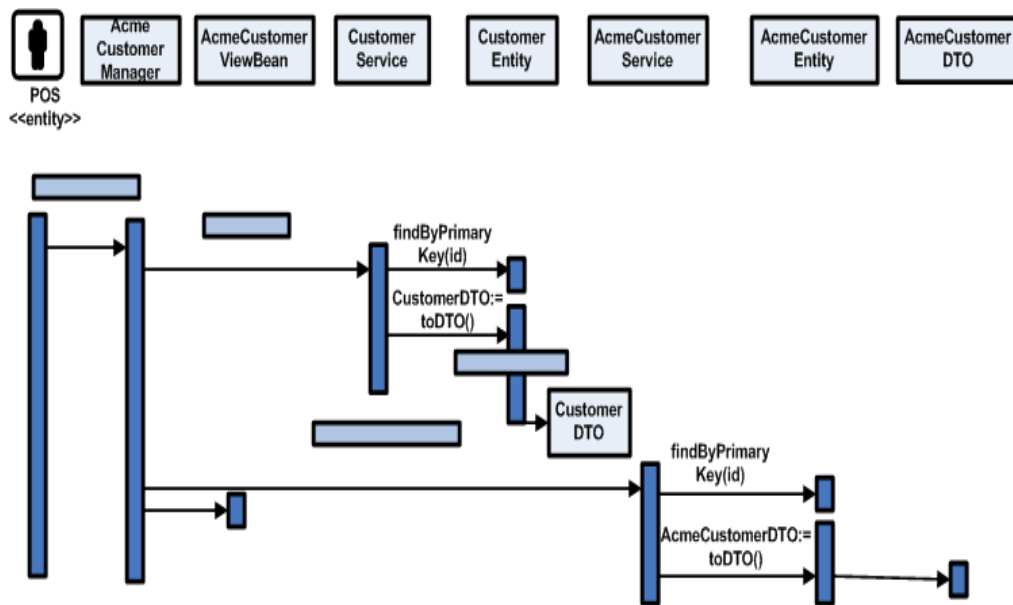 POS
<<entity>>
Acme
Customer
Manager
AcmeCustomer
ViewBean
Customer
Service
Customer
Entity
AcmeCustomer
Service
AcmeCustomer
Entity
AcmeCustomer
DTO
findByPrimary
Key(id)
CustomerDTO:=
toDTO()
Customer
DTO
findByPrimary
Key(id)
AcmeCustomerDTO:=
toDTO()